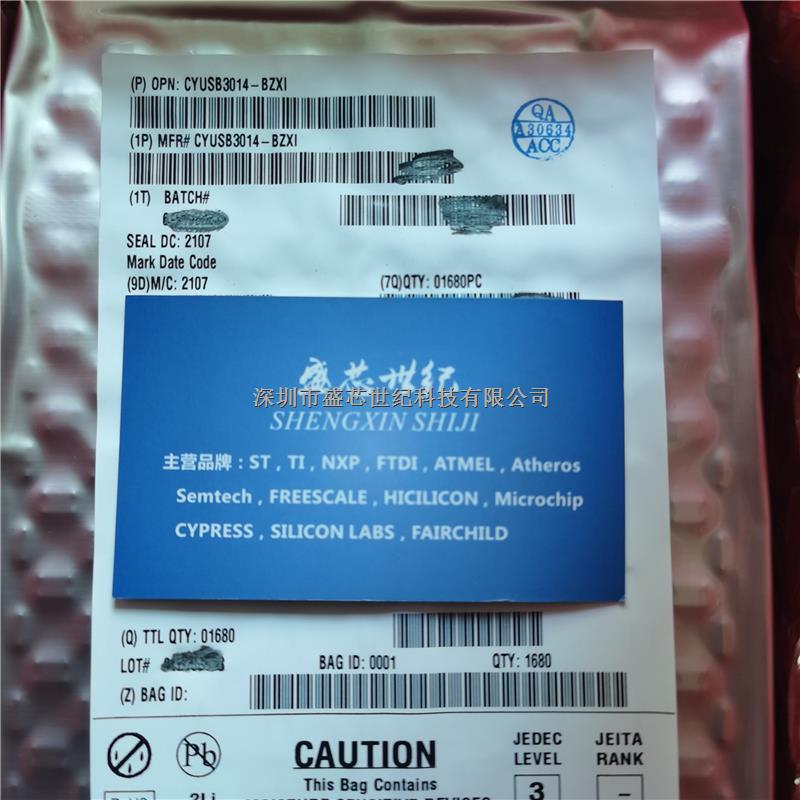 (P) OPN: CYUSB3014-BZXI
QA
A30634
ACC
(1P) MFR# CYUSB3014-BZXI
(1T) BATCH#
SEAL DC: 2107
Mark Date Code
(9D)M/C: 2107
(7Q)QTY: 01680PC
盛芯世纪
深圳市盛芯世纪科技有限公司
SHENGXIN SHIJI
主营品牌：ST，TI，NXP，FTDI，ATMEL，Atheros
Semtech，FREESCALE，HICILICON，Microchip
CYPRESS，SILICON LABS，FAIRCHILD
(Q) TTL QTY: 01680
LOT#
BAG ID: 0001
QTY: 1680
(Z) BAG ID:
Pb
CAUTION
This Bag Contains
JEDEC
LEVEL
3
JEITA
RANK
–